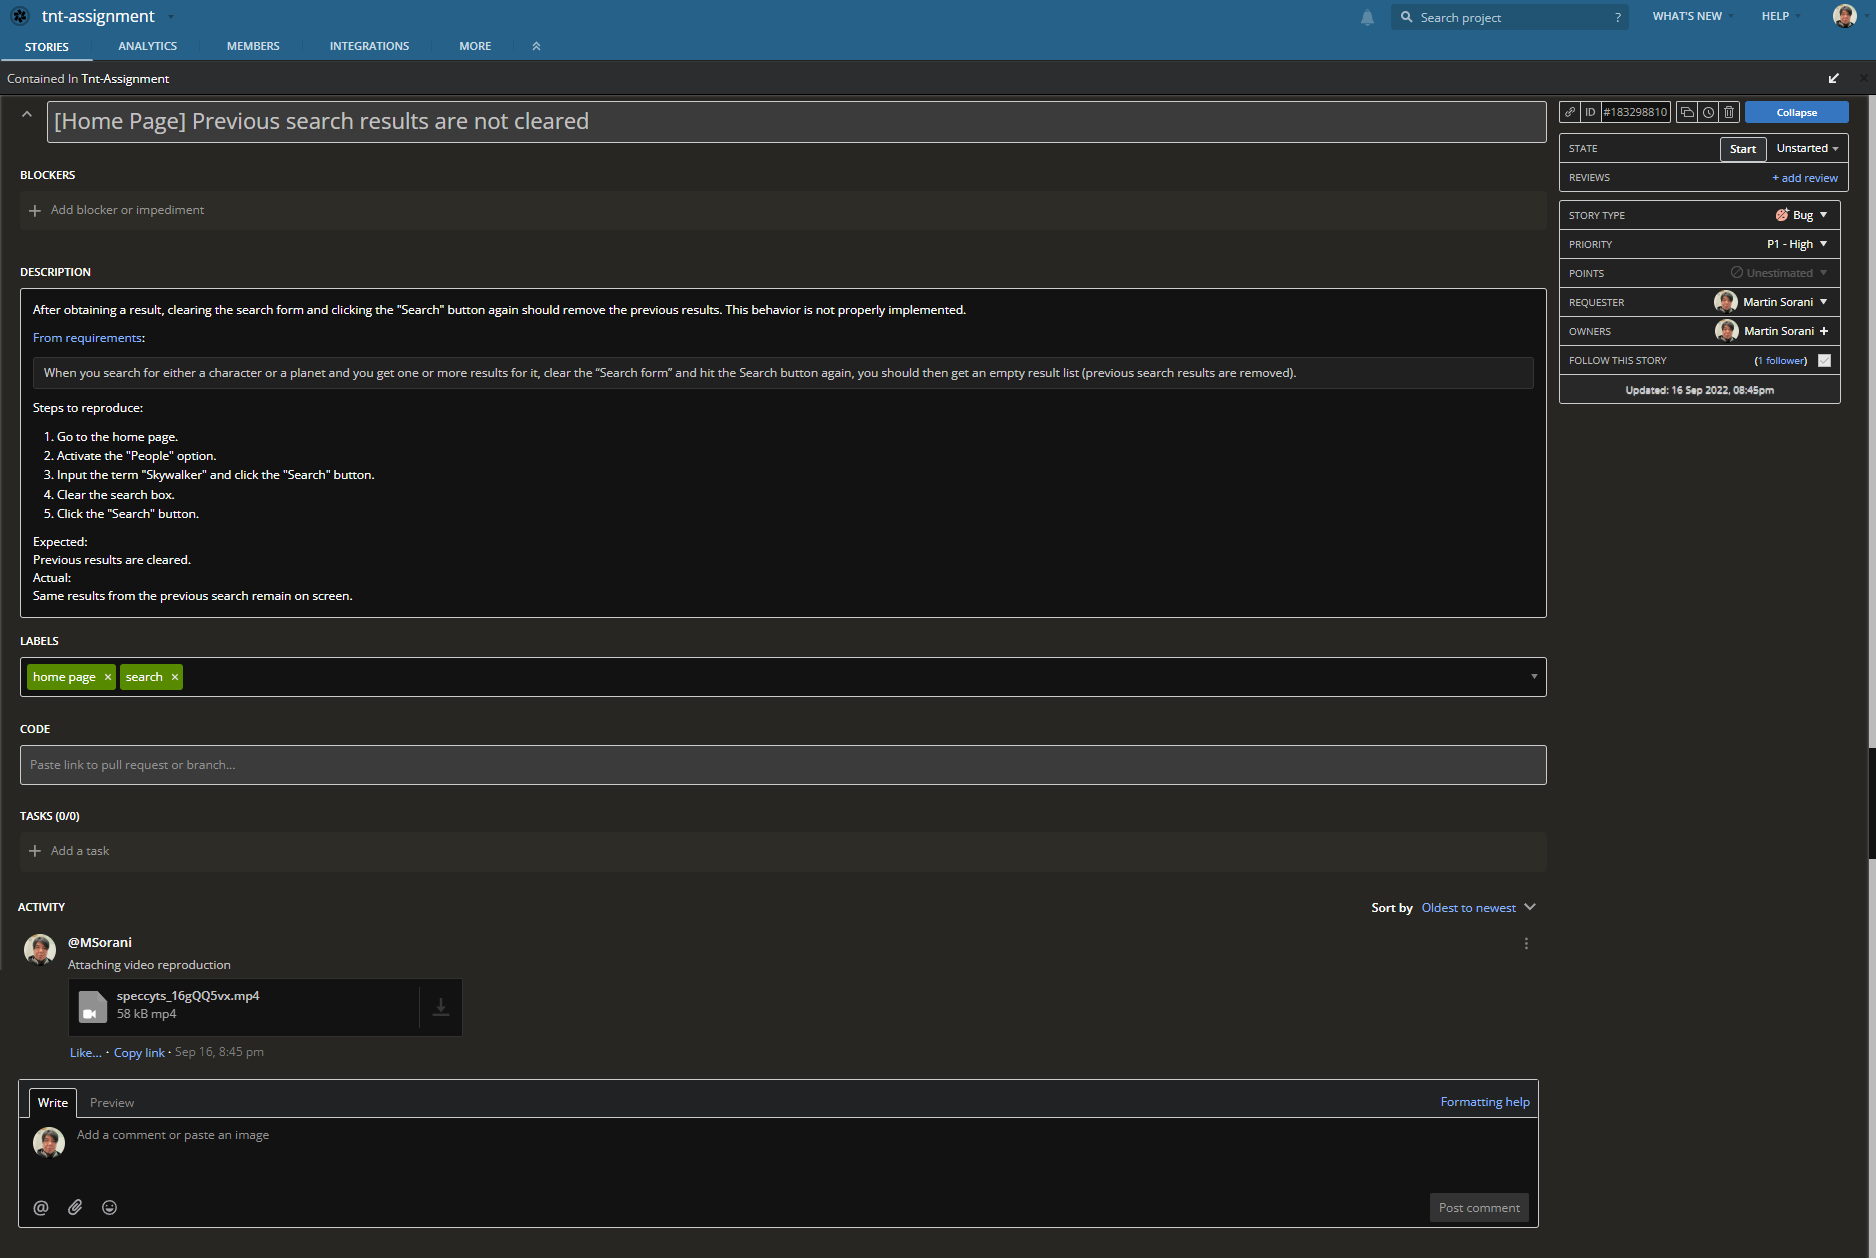 tnt-assignment
Search project ?
WHAT'S NEW
HELP
STORIES
ANALYTICS
MEMBERS
INTEGRATIONS
MORE
Contained In Tnt-Assignment
[Home Page] Previous search results are not cleared
ID #183298810
Collapse
STATE Start Unstarted
REVIEWS + add review
STORY TYPE Bug
PRIORITY P1 - High
POINTS Unestimated
REQUESTER Martin Sorani
OWNERS Martin Sorani +
FOLLOW THIS STORY (1 follower)
Updated: 16 Sep 2022, 08:45pm
BLOCKERS
+ Add blocker or impediment
DESCRIPTION
After obtaining a result, clearing the search form and clicking the "Search" button again should remove the previous results. This behavior is not properly implemented.
From requirements:
When you search for either a character or a planet and you get one or more results for it, clear the “Search form” and hit the Search button again, you should then get an empty result list (previous search results are removed).
Steps to reproduce:
1. Go to the home page.
2. Activate the "People" option.
3. Input the term "Skywalker" and click the "Search" button.
4. Clear the search box.
5. Click the "Search" button.
Expected:
Previous results are cleared.
Actual:
Same results from the previous search remain on screen.
LABELS
home page × search ×
CODE
Paste link to pull request or branch...
TASKS (0/0)
+ Add a task
ACTIVITY
Sort by Oldest to newest
@MSorani
Attaching video reproduction
speccyts_16gQQ5vx.mp4
58 kB mp4
Like... • Copy link • Sep 16, 8:45 pm
Write Preview Formatting help
Add a comment or paste an image
@
Post comment